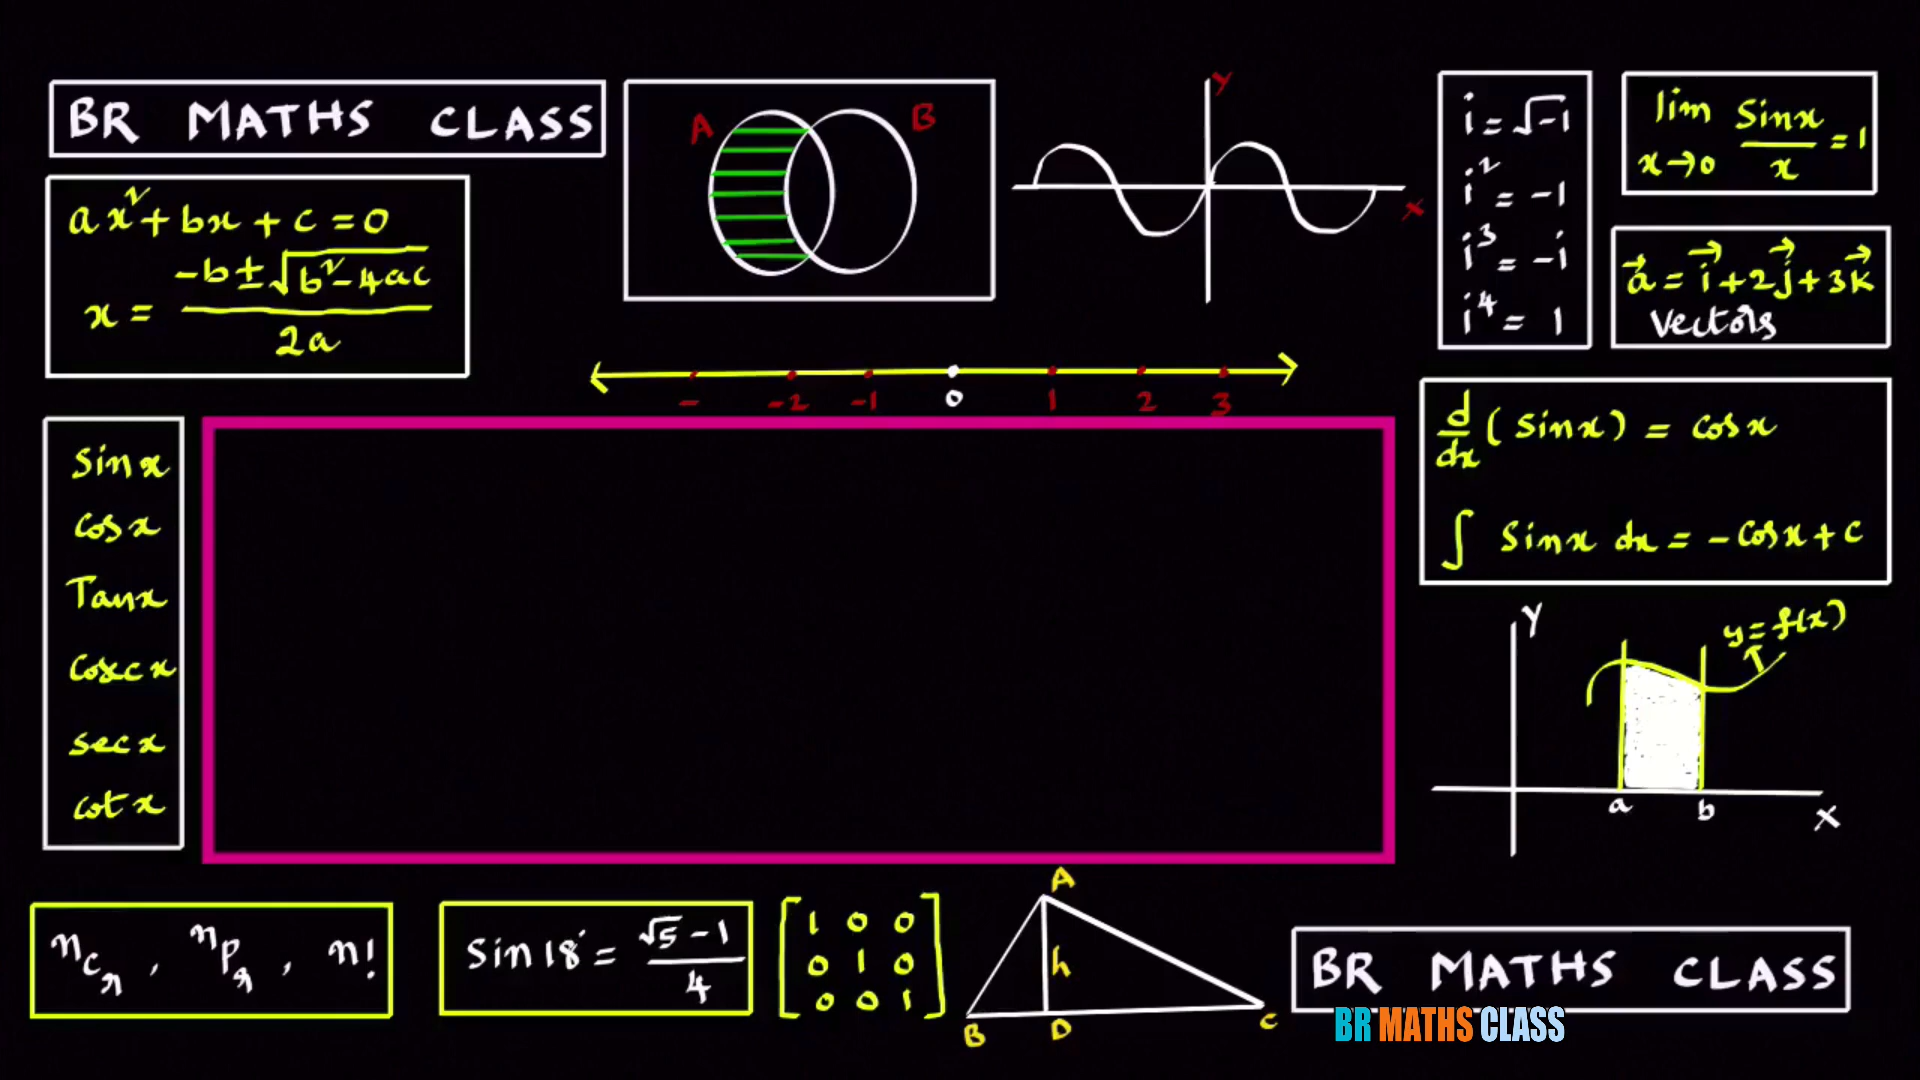 BR MATHS CLASS
ax²+bx+c=0
x = (-b±√(b²-4ac))/2a
A B
Y
X
i=√-1
i²=-1
i³=-i
i⁴=1
lim x→0 Sinx/x =1
a⃗ = i⃗+2j⃗+3k⃗
Vectors
- -2 -1 0 1 2 3
Sinx
Cosx
Tanx
Cosecx
secx
cotx
d/dx (Sinx) = Cosx
∫ Sinx dx = -Cosx+c
Y
y=f(x)
a b
X
nCr, nPr, n!
Sin18°=(√5-1)/4
1 0 0
0 1 0
0 0 1
A
h
B D C
BR MATHS CLASS
BR MATHS CLASS